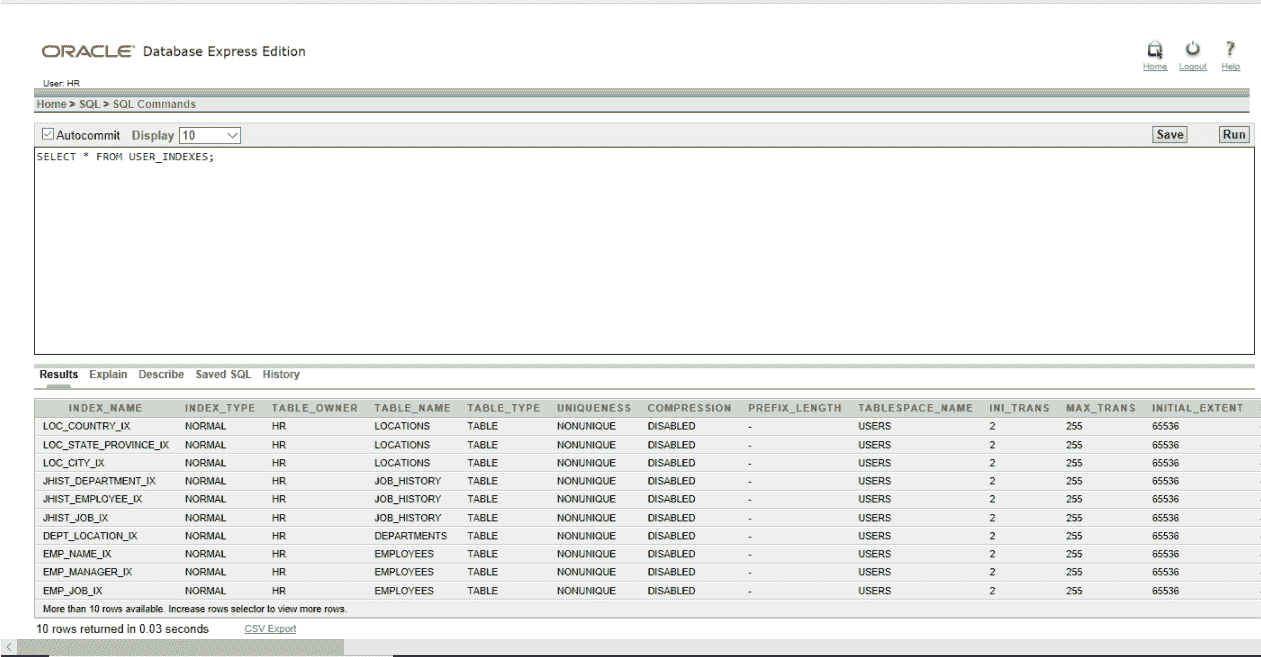 ORACLE Database Express Edition
Home Logout Help
User: HR
Home > SQL > SQL Commands
Autocommit Display 10 Save Run
SELECT * FROM USER_INDEXES;
Results Explain Describe Saved SQL History
INDEX_NAME INDEX_TYPE TABLE_OWNER TABLE_NAME TABLE_TYPE UNIQUENESS COMPRESSION PREFIX_LENGTH TABLESPACE_NAME INI_TRANS MAX_TRANS INITIAL_EXTENT
LOC_COUNTRY_IX NORMAL HR LOCATIONS TABLE NONUNIQUE DISABLED - USERS 2 255 65536
LOC_STATE_PROVINCE_IX NORMAL HR LOCATIONS TABLE NONUNIQUE DISABLED - USERS 2 255 65536
LOC_CITY_IX NORMAL HR LOCATIONS TABLE NONUNIQUE DISABLED - USERS 2 255 65536
JHIST_DEPARTMENT_IX NORMAL HR JOB_HISTORY TABLE NONUNIQUE DISABLED - USERS 2 255 65536
JHIST_EMPLOYEE_IX NORMAL HR JOB_HISTORY TABLE NONUNIQUE DISABLED - USERS 2 255 65536
JHIST_JOB_IX NORMAL HR JOB_HISTORY TABLE NONUNIQUE DISABLED - USERS 2 255 65536
DEPT_LOCATION_IX NORMAL HR DEPARTMENTS TABLE NONUNIQUE DISABLED - USERS 2 255 65536
EMP_NAME_IX NORMAL HR EMPLOYEES TABLE NONUNIQUE DISABLED - USERS 2 255 65536
EMP_MANAGER_IX NORMAL HR EMPLOYEES TABLE NONUNIQUE DISABLED - USERS 2 255 65536
EMP_JOB_IX NORMAL HR EMPLOYEES TABLE NONUNIQUE DISABLED - USERS 2 255 65536
More than 10 rows available. Increase rows selector to view more rows.
10 rows returned in 0.03 seconds CSV Export